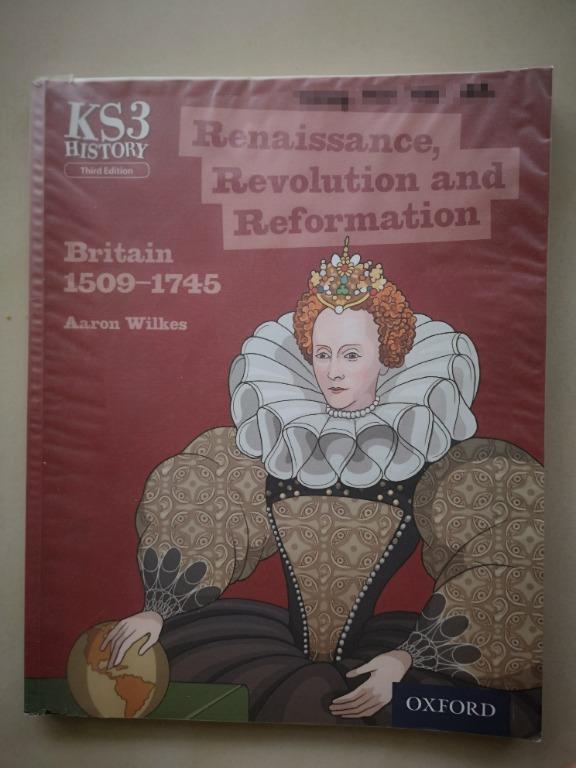 KS3
HISTORY
Third Edition
Renaissance,
Revolution and
Reformation
Britain
1509–1745
Aaron Wilkes
OXFORD